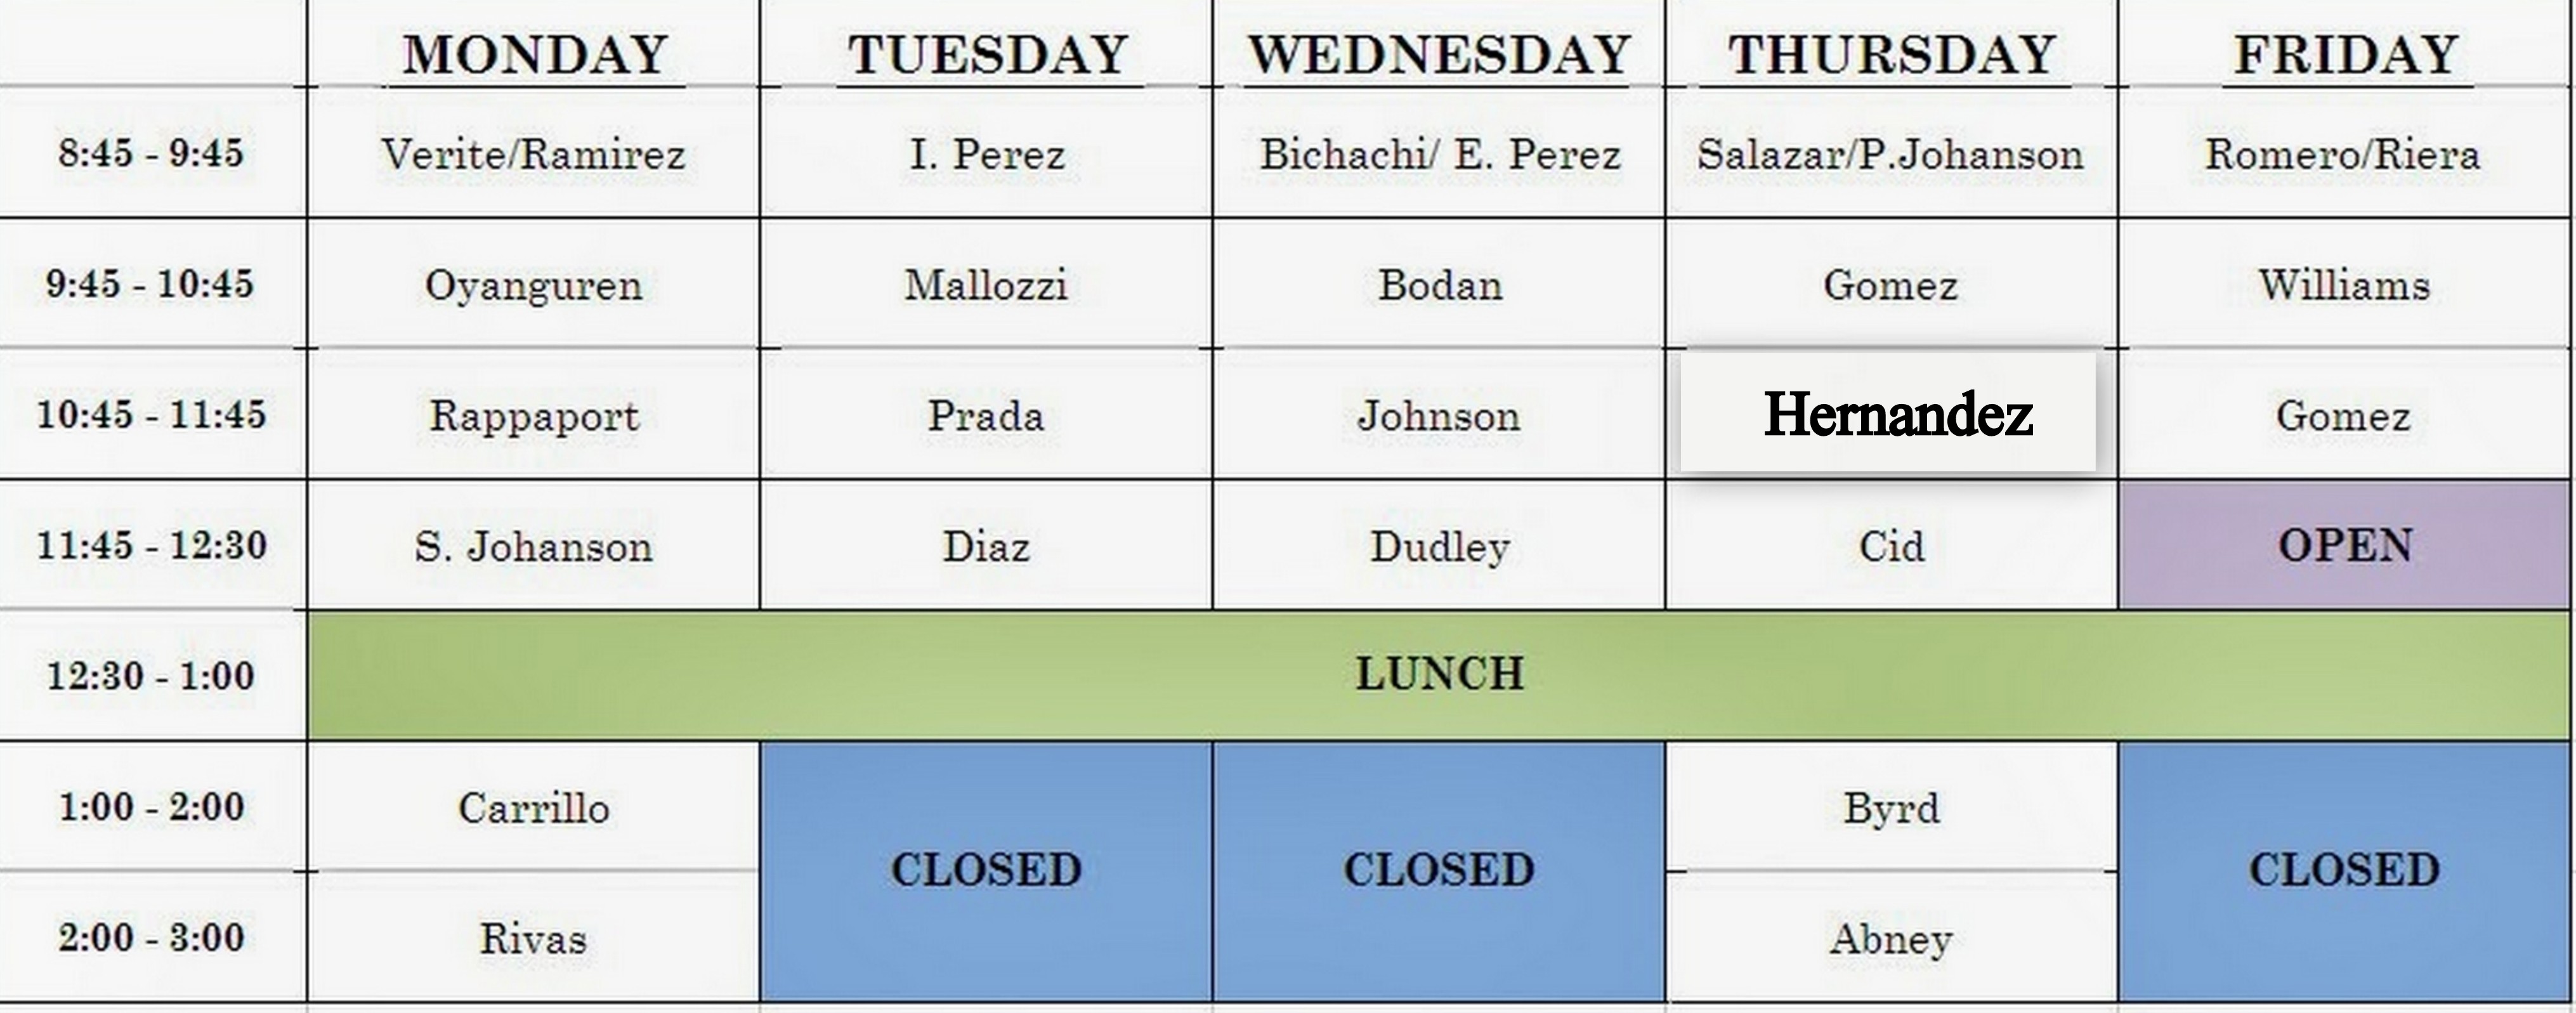 MONDAY TUESDAY WEDNESDAY THURSDAY FRIDAY
8:45 - 9:45 Verite/Ramirez I. Perez Bichachi/ E. Perez Salazar/P.Johanson Romero/Riera
9:45 - 10:45 Oyanguren Mallozzi Bodan Gomez Williams
10:45 - 11:45 Rappaport Prada Johnson Hernandez Gomez
11:45 - 12:30 S. Johanson Diaz Dudley Cid OPEN
12:30 - 1:00 LUNCH
1:00 - 2:00 Carrillo Byrd
CLOSED CLOSED CLOSED
2:00 - 3:00 Rivas Abney